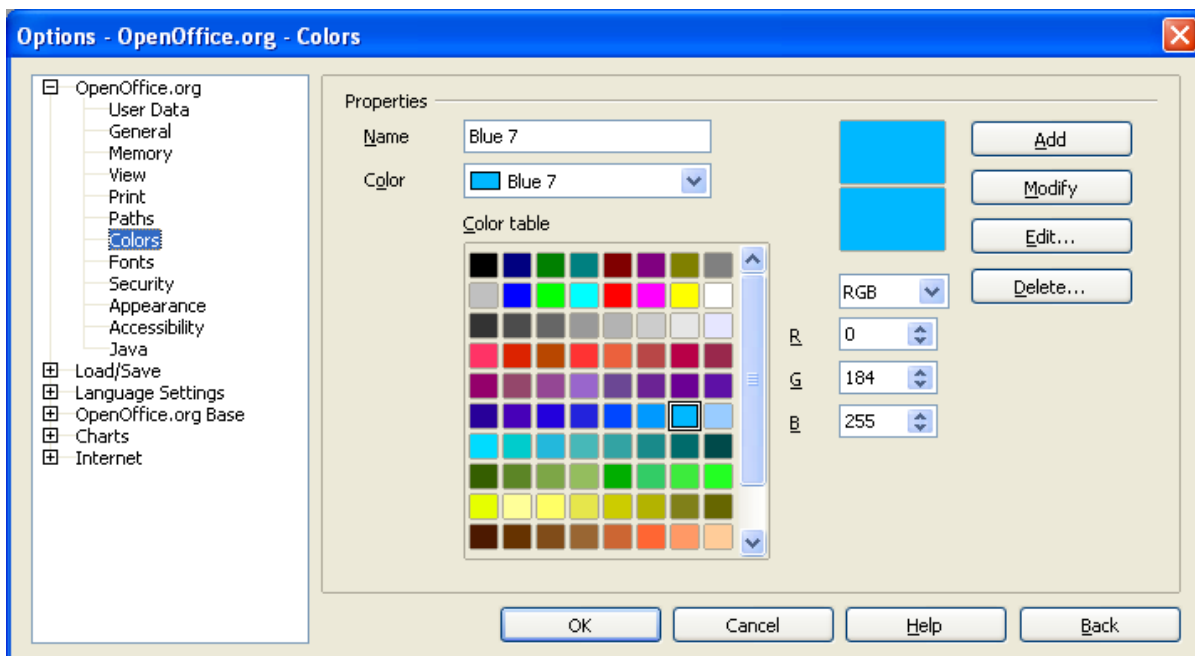 Options - OpenOffice.org - Colors
OpenOffice.org
User Data
General
Memory
View
Print
Paths
Colors
Fonts
Security
Appearance
Accessibility
Java
Load/Save
Language Settings
OpenOffice.org Base
Charts
Internet
Properties
Name Blue 7
Color Blue 7
Color table
RGB
R 0
G 184
B 255
Add
Modify
Edit...
Delete...
OK Cancel Help Back